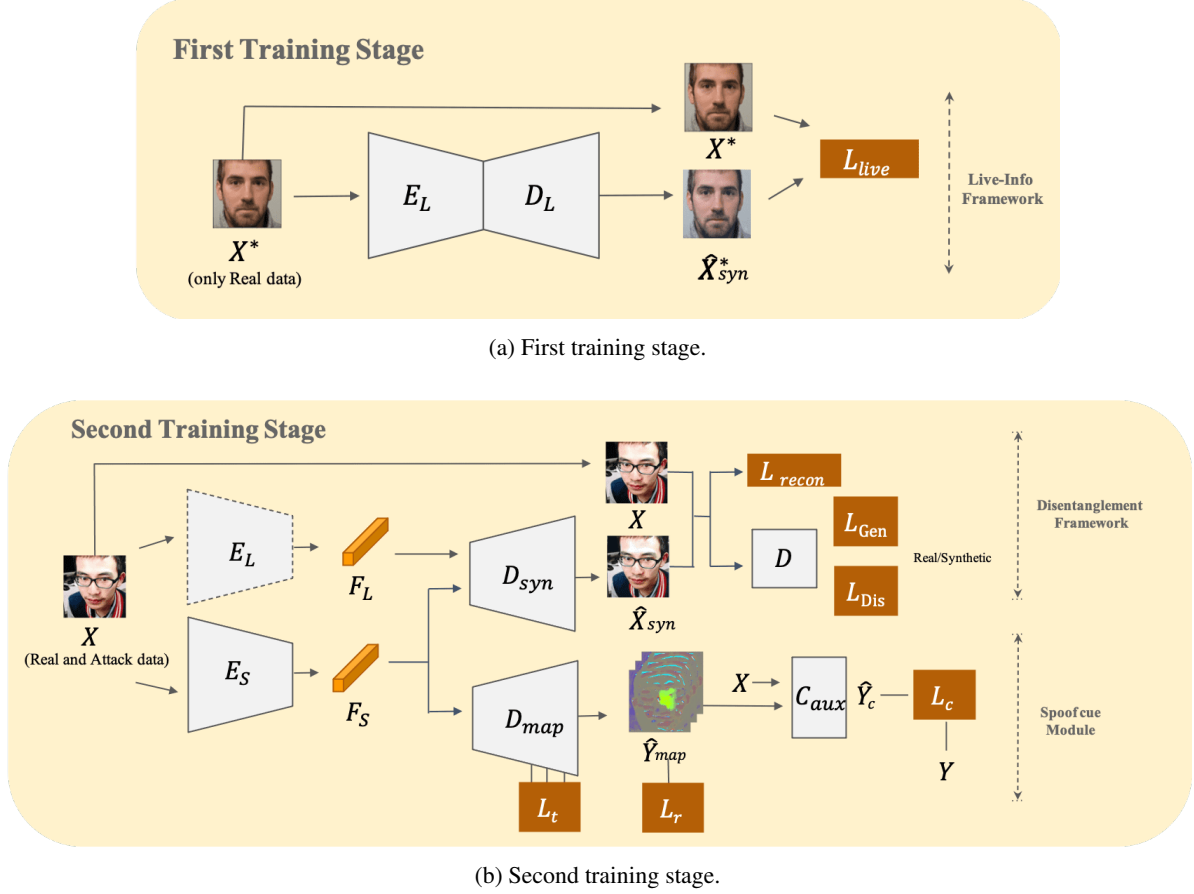 First Training Stage
X*
(only Real data)
E_L
D_L
X*
X̂*_syn
L_live
Live-Info
Framework
(a) First training stage.
Second Training Stage
X
(Real and Attack data)
E_L
F_L
E_S
F_S
D_syn
D_map
L_t
X
X̂_syn
L_recon
D
L_Gen
L_Dis
Real/Synthetic
Disentanglement
Framework
Ŷ_map
L_r
X
C_aux
Ŷ_c
L_c
Y
Spoof cue
Module
(b) Second training stage.